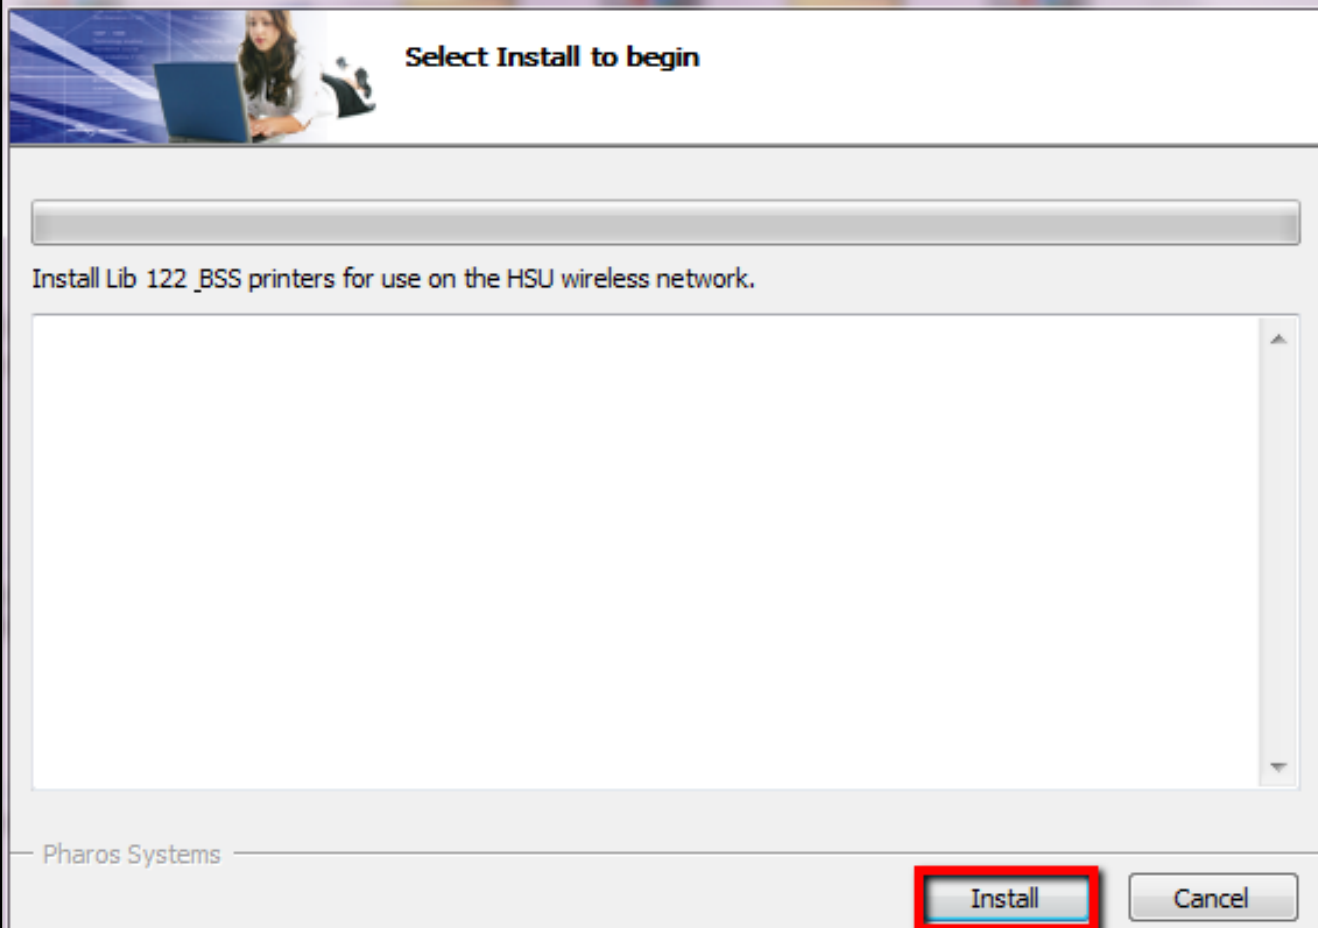 Select Install to begin
Install Lib 122 _BSS printers for use on the HSU wireless network.
Pharos Systems
Install
Cancel